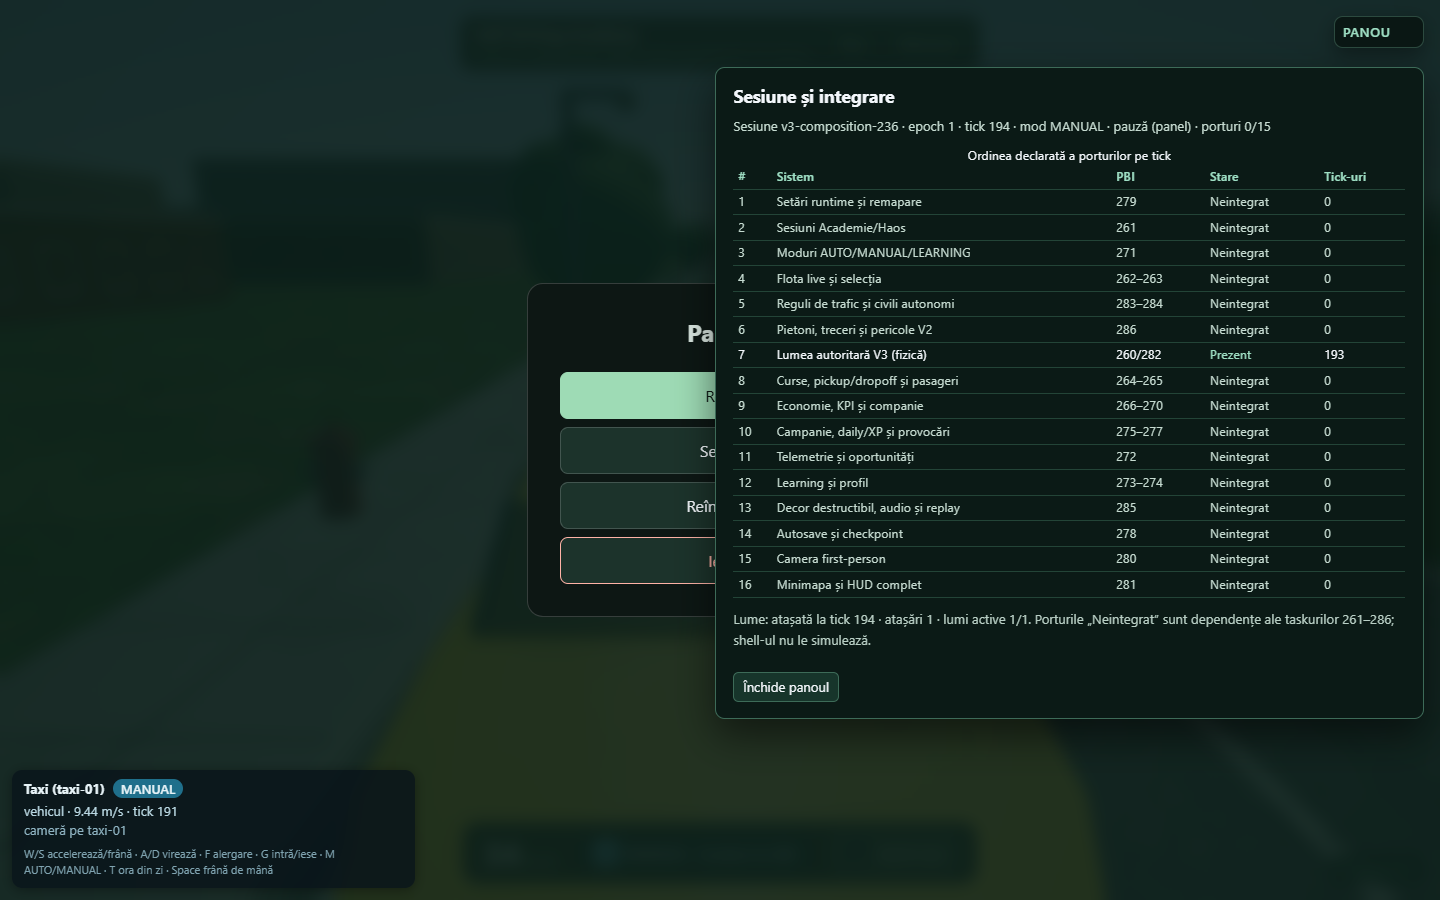 PANOU
Sesiune și integrare
Sesiune v3-composition-236 · epoch 1 · tick 194 · mod MANUAL · pauză (panel) · porturi 0/15
Ordinea declarată a porturilor pe tick
# Sistem PBI Stare Tick-uri
1 Setări runtime și remapare 279 Neintegrat 0
2 Sesiuni Academie/Haos 261 Neintegrat 0
3 Moduri AUTO/MANUAL/LEARNING 271 Neintegrat 0
4 Flota live și selecția 262–263 Neintegrat 0
5 Reguli de trafic și civili autonomi 283–284 Neintegrat 0
6 Pietoni, treceri și pericole V2 286 Neintegrat 0
7 Lumea autoritară V3 (fizică) 260/282 Prezent 193
8 Curse, pickup/dropoff și pasageri 264–265 Neintegrat 0
9 Economie, KPI și companie 266–270 Neintegrat 0
10 Campanie, daily/XP și provocări 275–277 Neintegrat 0
11 Telemetrie și oportunități 272 Neintegrat 0
12 Learning și profil 273–274 Neintegrat 0
13 Decor destructibil, audio și replay 285 Neintegrat 0
14 Autosave și checkpoint 278 Neintegrat 0
15 Camera first-person 280 Neintegrat 0
16 Minimapa și HUD complet 281 Neintegrat 0
Lume: atașată la tick 194 · atașări 1 · lumi active 1/1. Porturile „Neintegrat” sunt dependențe ale taskurilor 261–286;
shell-ul nu le simulează.
Închide panoul
Pa
Se
Reîn
Taxi (taxi-01) MANUAL
vehicul · 9.44 m/s · tick 191
cameră pe taxi-01
W/S accelerează/frână · A/D virează · F alergare · G intră/iese · M
AUTO/MANUAL · T ora din zi · Space frână de mână